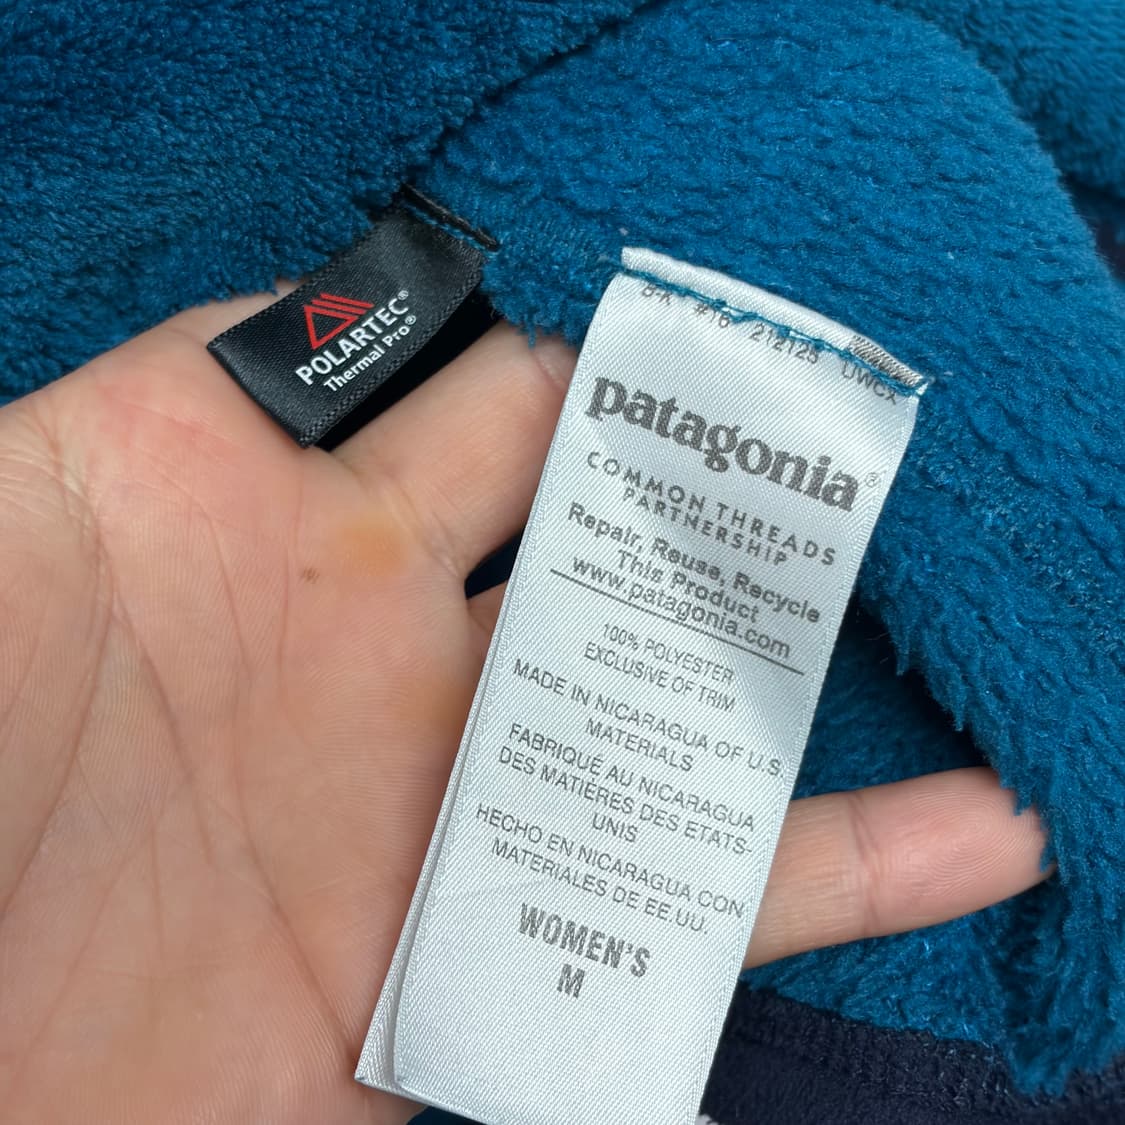 POLARTEC®
Thermal Pro®
212125
UWCX
patagonia®
COMMON THREADS
PARTNERSHIP
Repair, Reuse, Recycle
This Product
www.patagonia.com
100% POLYESTER
EXCLUSIVE OF TRIM
MADE IN NICARAGUA OF U.S.
MATERIALS
FABRIQUÉ AU NICARAGUA
DES MATIÈRES DES ETATS-
UNIS
HECHO EN NICARAGUA CON
MATERIALES DE EE.UU.
WOMEN'S
M